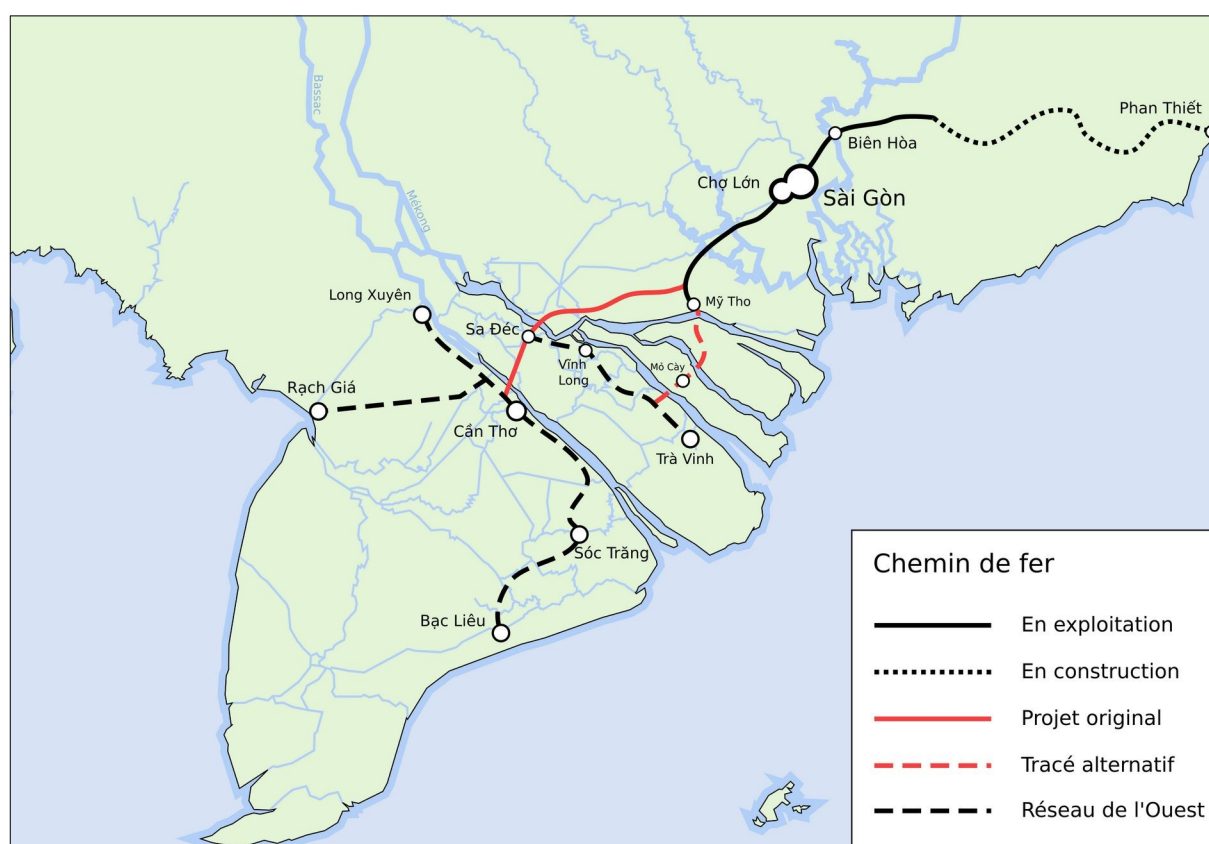 Bassac
Mékong
Phan Thiết
Biên Hòa
Chợ Lớn
Sài Gòn
Long Xuyên
Mỹ Tho
Sa Đéc
Vĩnh
Long
Mỏ Cày
Rạch Giá
Cần Thơ
Trà Vinh
Sóc Trăng
Bạc Liêu
Chemin de fer
En exploitation
En construction
Projet original
Tracé alternatif
Réseau de l'Ouest